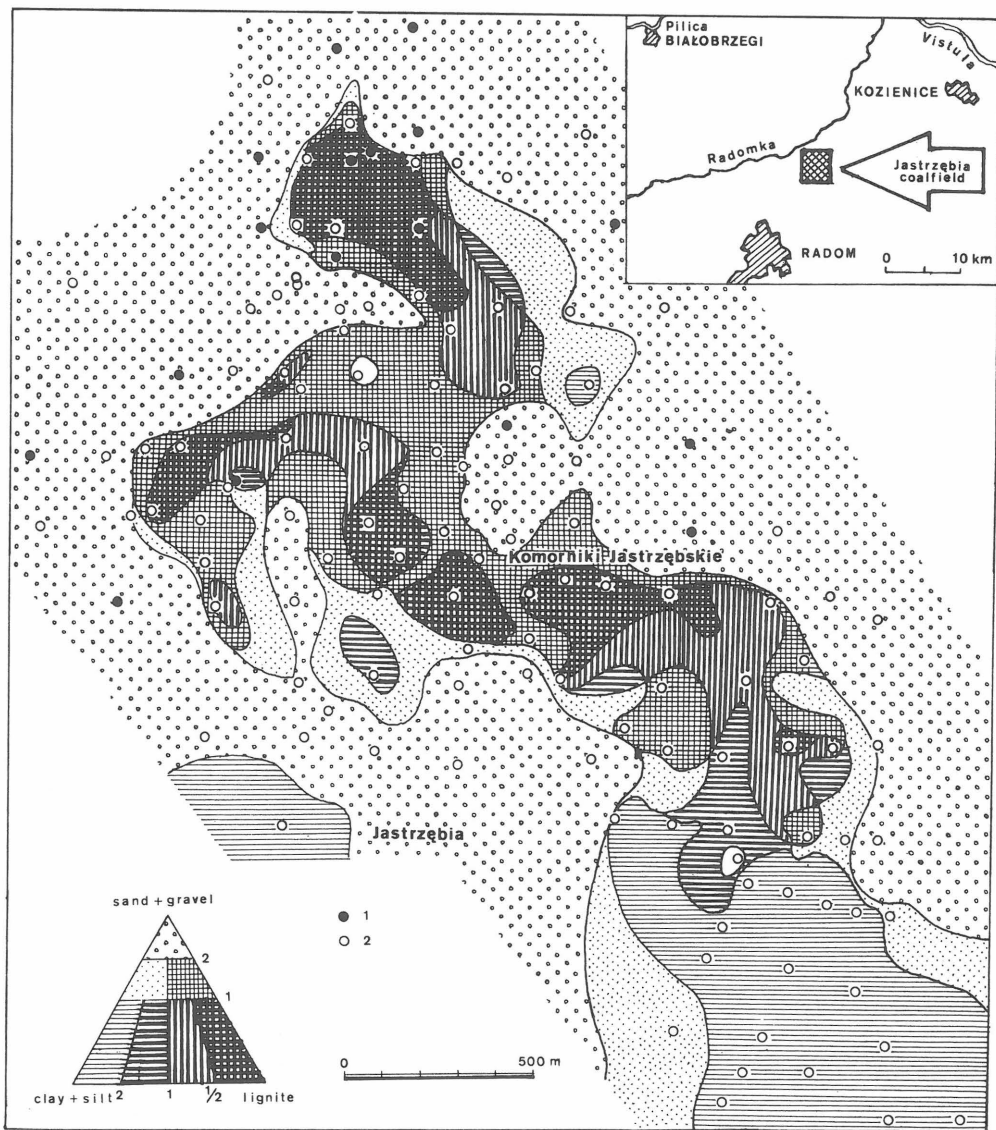 Pilica
BIAŁOBRZEGI
Vistula
KOZIENICE
Radomka
Jastrzębia
coalfield
RADOM
0 10 km
Komorniki Jastrzębskie
Jastrzębia
sand + gravel
2
1
clay + silt 2 1 1/2 lignite
1
2
0 500 m